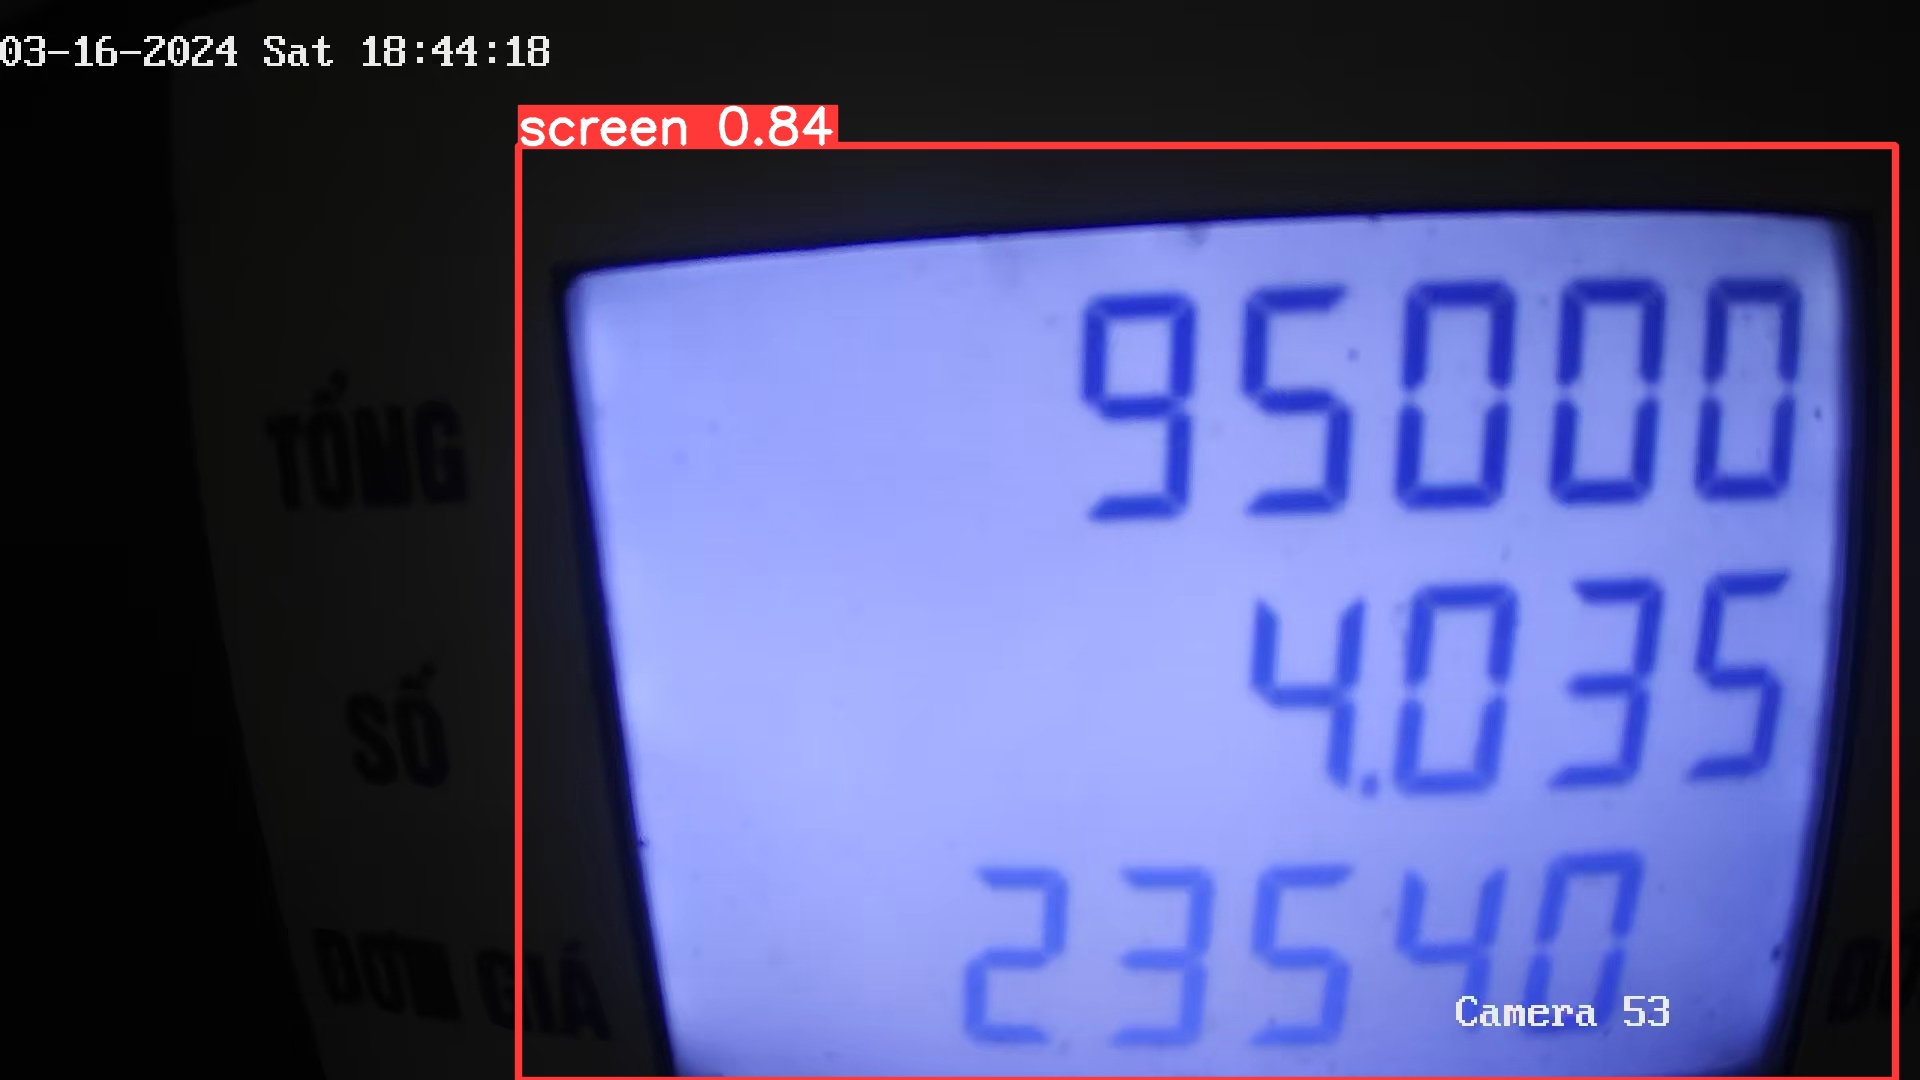 03-16-2024 Sat 18:44:18
screen 0.84
TỔNG 95000
SỐ 4.035
ĐƠN GIÁ 23540
Camera 53